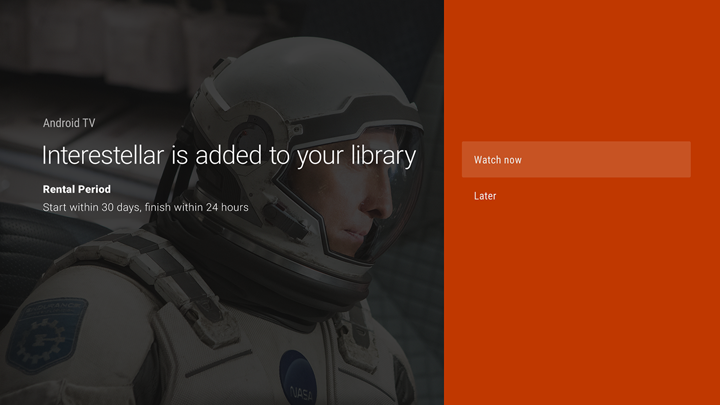 Android TV
Interestellar is added to your library
Rental Period
Start within 30 days, finish within 24 hours
Watch now
Later
NASA